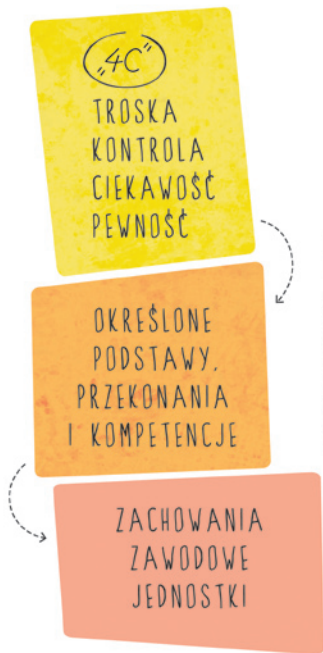 „4C”
TROSKA
KONTROLA
CIEKAWOŚĆ
PEWNOŚĆ
OKREŚLONE
PODSTAWY,
PRZEKONANIA
I KOMPETENCJE
ZACHOWANIA
ZAWODOWE
JEDNOSTKI